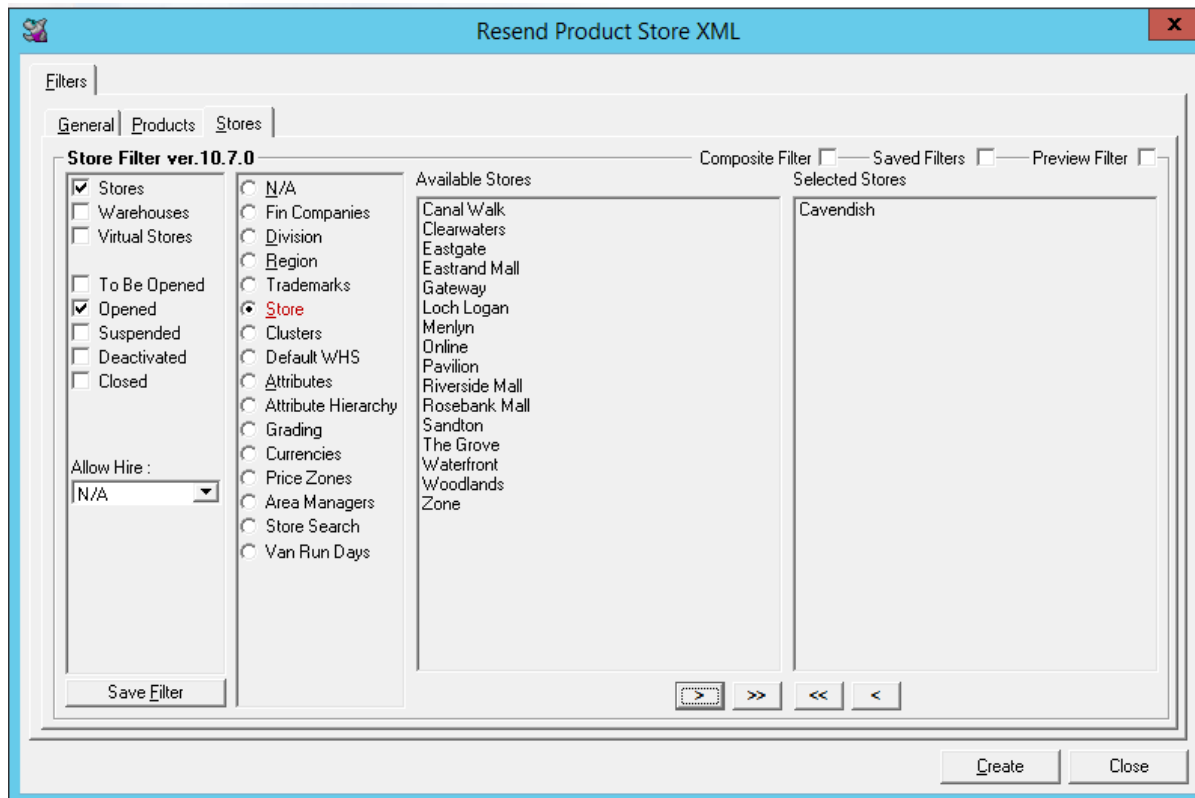 Resend Product Store XML
x
Filters
General Products Stores
Store Filter ver.10.7.0 Composite Filter Saved Filters Preview Filter
Stores
Warehouses
Virtual Stores
To Be Opened
Opened
Suspended
Deactivated
Closed
Allow Hire :
N/A
Save Filter
N/A
Fin Companies
Division
Region
Trademarks
Store
Clusters
Default WHS
Attributes
Attribute Hierarchy
Grading
Currencies
Price Zones
Area Managers
Store Search
Van Run Days
Available Stores
Canal Walk
Clearwaters
Eastgate
Eastrand Mall
Gateway
Loch Logan
Menlyn
Online
Pavilion
Riverside Mall
Rosebank Mall
Sandton
The Grove
Waterfront
Woodlands
Zone
Selected Stores
Cavendish
> >> << <
Create Close